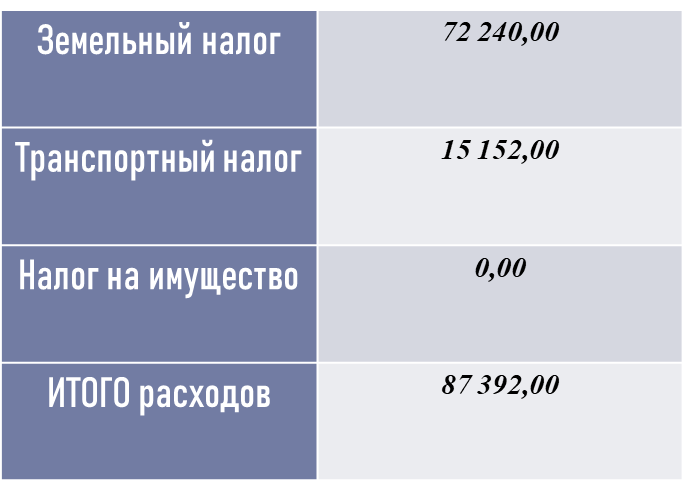 Земельный налог 72 240,00
Транспортный налог 15 152,00
Налог на имущество 0,00
ИТОГО расходов 87 392,00